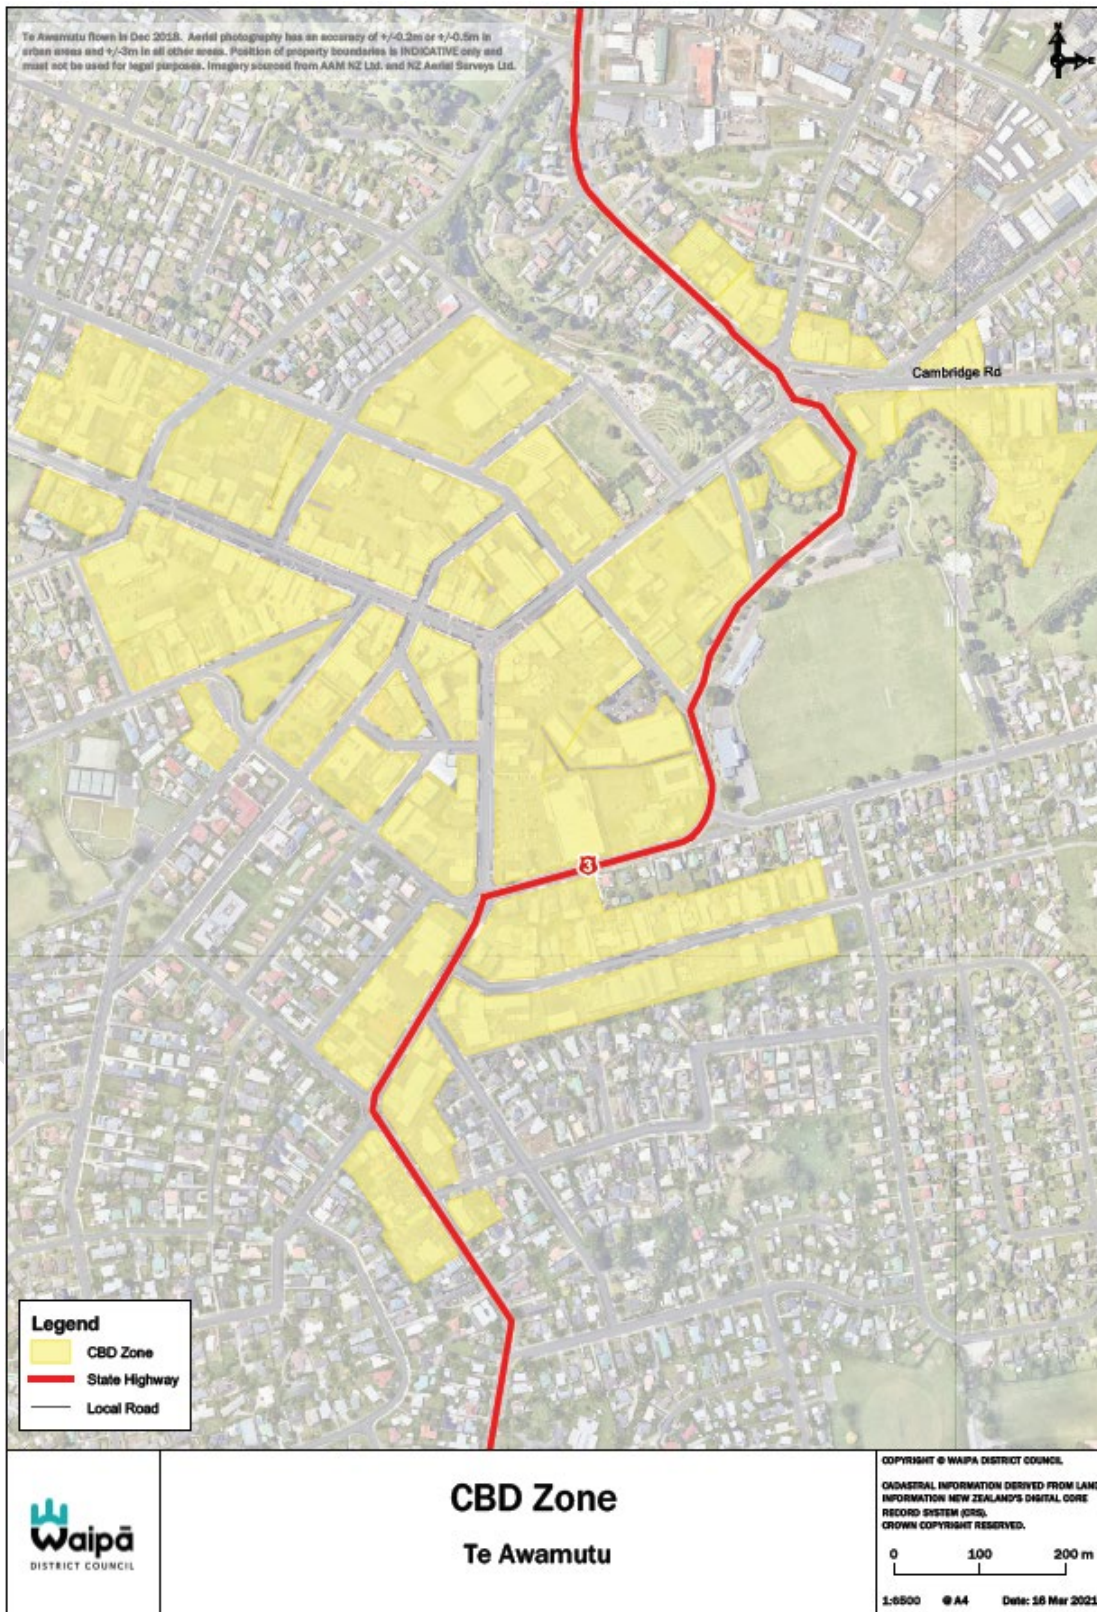 Te Awamutu flown in Dec 2018. Aerial photography has an accuracy of +/-0.2m or +/-0.5m in
urban areas and +/-3m in all other areas. Position of property boundaries is INDICATIVE only and
must not be used for legal purposes. Imagery sourced from AAM NZ Ltd. and NZ Aerial Surveys Ltd.
N
E
Cambridge Rd
3
Legend
CBD Zone
State Highway
Local Road
Waipā
DISTRICT COUNCIL
CBD Zone
Te Awamutu
COPYRIGHT © WAIPA DISTRICT COUNCIL
CADASTRAL INFORMATION DERIVED FROM LAND
INFORMATION NEW ZEALAND'S DIGITAL CORE
RECORD SYSTEM (CRS).
CROWN COPYRIGHT RESERVED.
0 100 200 m
1:6500 @ A4 Date: 16 Mar 2021